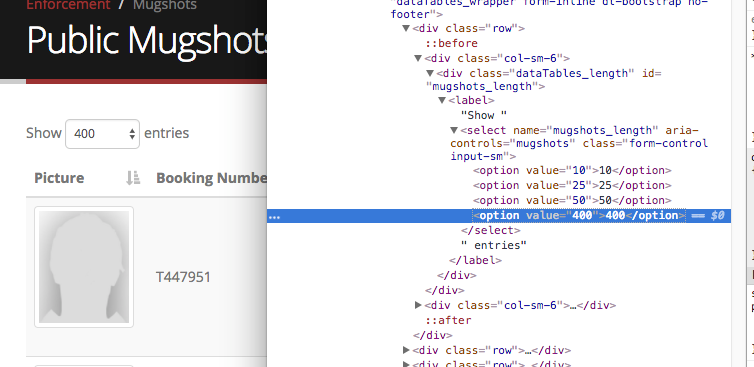 Enforcement / Mugshots
Public Mugshots
Show 400 entries
Picture Booking Numbe
T447951
"dataTables_wrapper form-inline dt-bootstrap no-
footer">
▼<div class="row">
::before
▼<div class="col-sm-6">
▼<div class="dataTables_length" id=
"mugshots_length">
▼<label>
"Show "
▼<select name="mugshots_length" aria-
controls="mugshots" class="form-control
input-sm">
<option value="10">10</option>
<option value="25">25</option>
<option value="50">50</option>
… <option value="400">400</option> == $0
</select>
" entries"
</label>
</div>
</div>
▶<div class="col-sm-6">…</div>
::after
</div>
▶<div class="row">…</div>
▶<div class="row">…</div>